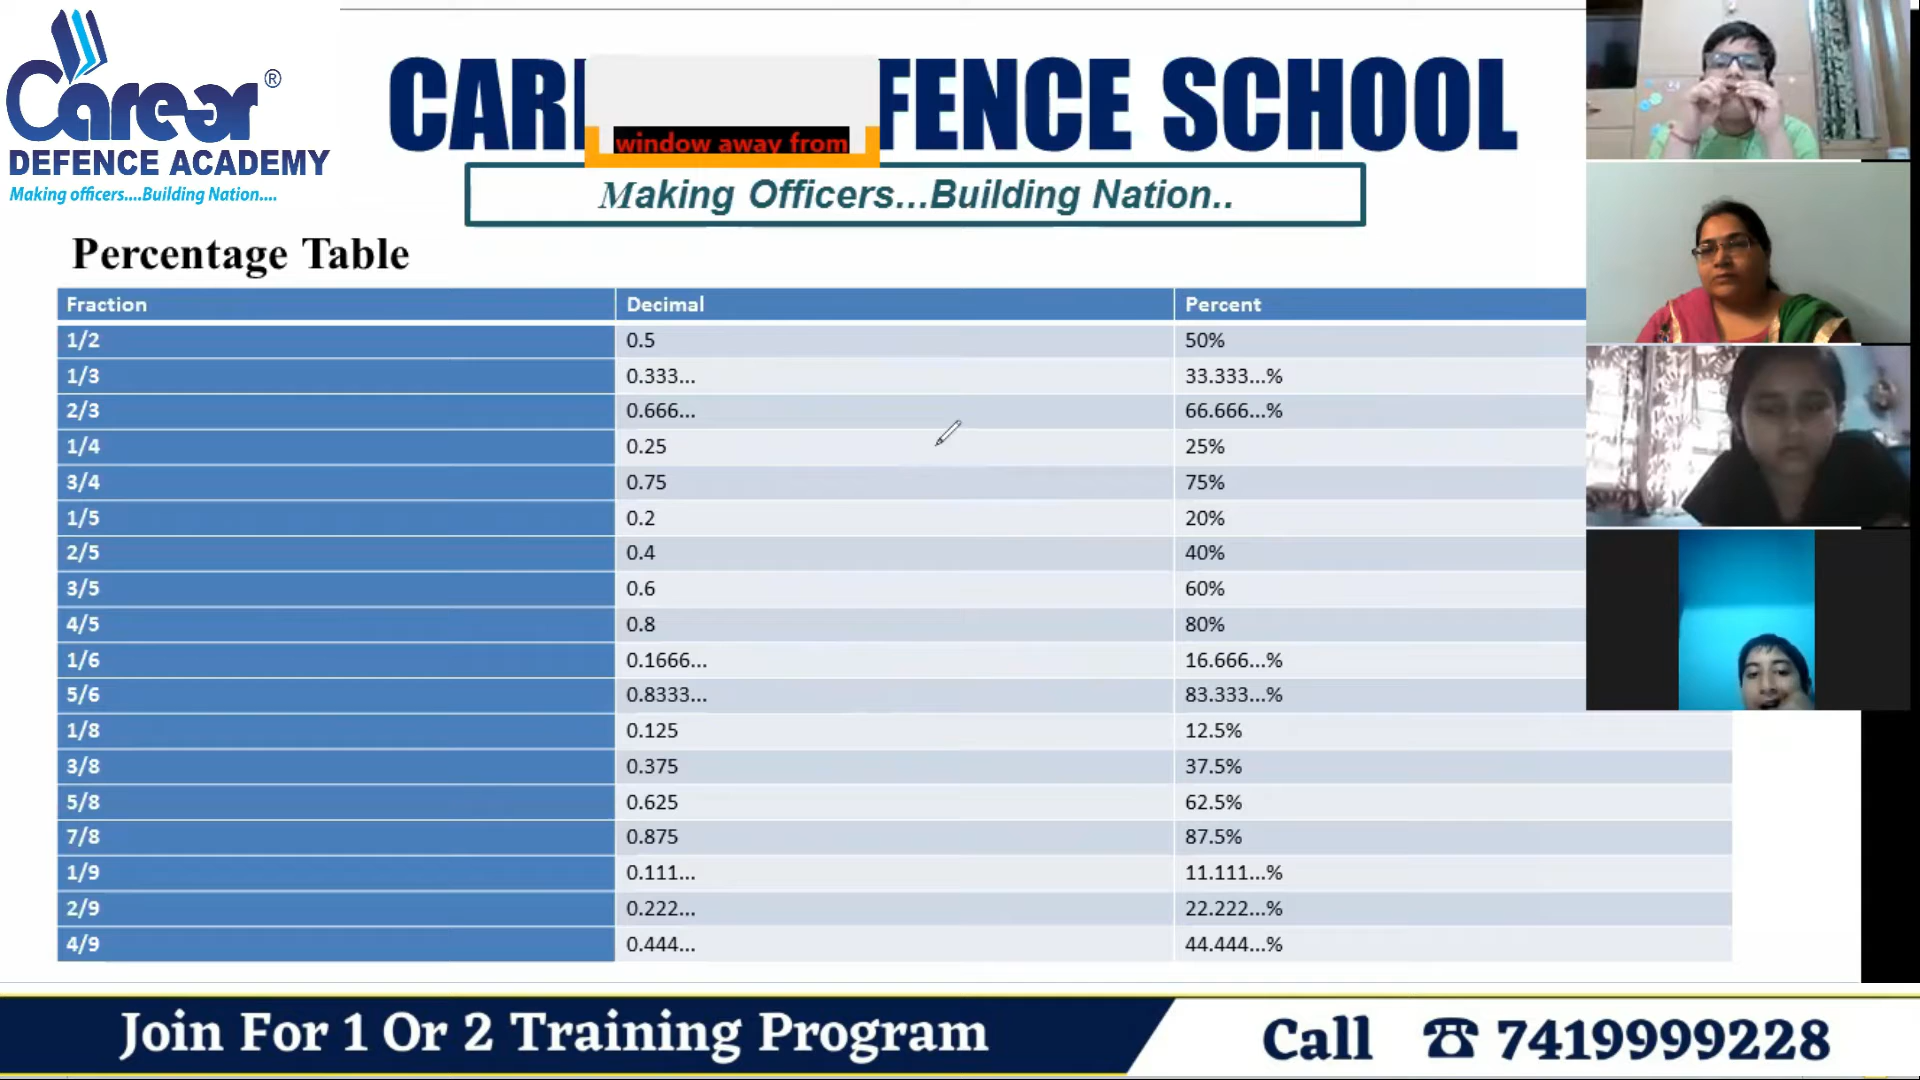 Carear®
DEFENCE ACADEMY
Making officers....Building Nation....
CAR FENCE SCHOOL
window away from
Making Officers...Building Nation..
Percentage Table
Fraction Decimal Percent
1/2 0.5 50%
1/3 0.333... 33.333...%
2/3 0.666... 66.666...%
1/4 0.25 25%
3/4 0.75 75%
1/5 0.2 20%
2/5 0.4 40%
3/5 0.6 60%
4/5 0.8 80%
1/6 0.1666... 16.666...%
5/6 0.8333... 83.333...%
1/8 0.125 12.5%
3/8 0.375 37.5%
5/8 0.625 62.5%
7/8 0.875 87.5%
1/9 0.111... 11.111...%
2/9 0.222... 22.222...%
4/9 0.444... 44.444...%
Join For 1 Or 2 Training Program
Call ☎ 7419999228